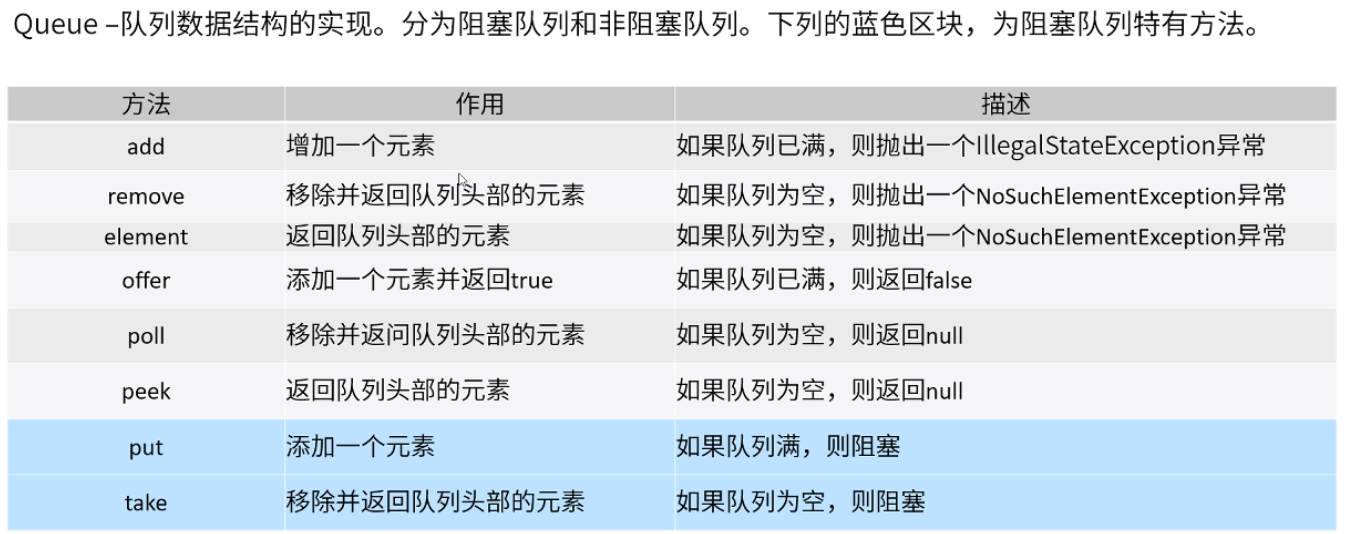 Queue –队列数据结构的实现。分为阻塞队列和非阻塞队列。下列的蓝色区块，为阻塞队列特有方法。
方法 作用 描述
add 增加一个元素 如果队列已满，则抛出一个IllegalStateException异常
remove 移除并返回队列头部的元素 如果队列为空，则抛出一个NoSuchElementException异常
element 返回队列头部的元素 如果队列为空，则抛出一个NoSuchElementException异常
offer 添加一个元素并返回true 如果队列已满，则返回false
poll 移除并返问队列头部的元素 如果队列为空，则返回null
peek 返回队列头部的元素 如果队列为空，则返回null
put 添加一个元素 如果队列满，则阻塞
take 移除并返回队列头部的元素 如果队列为空，则阻塞